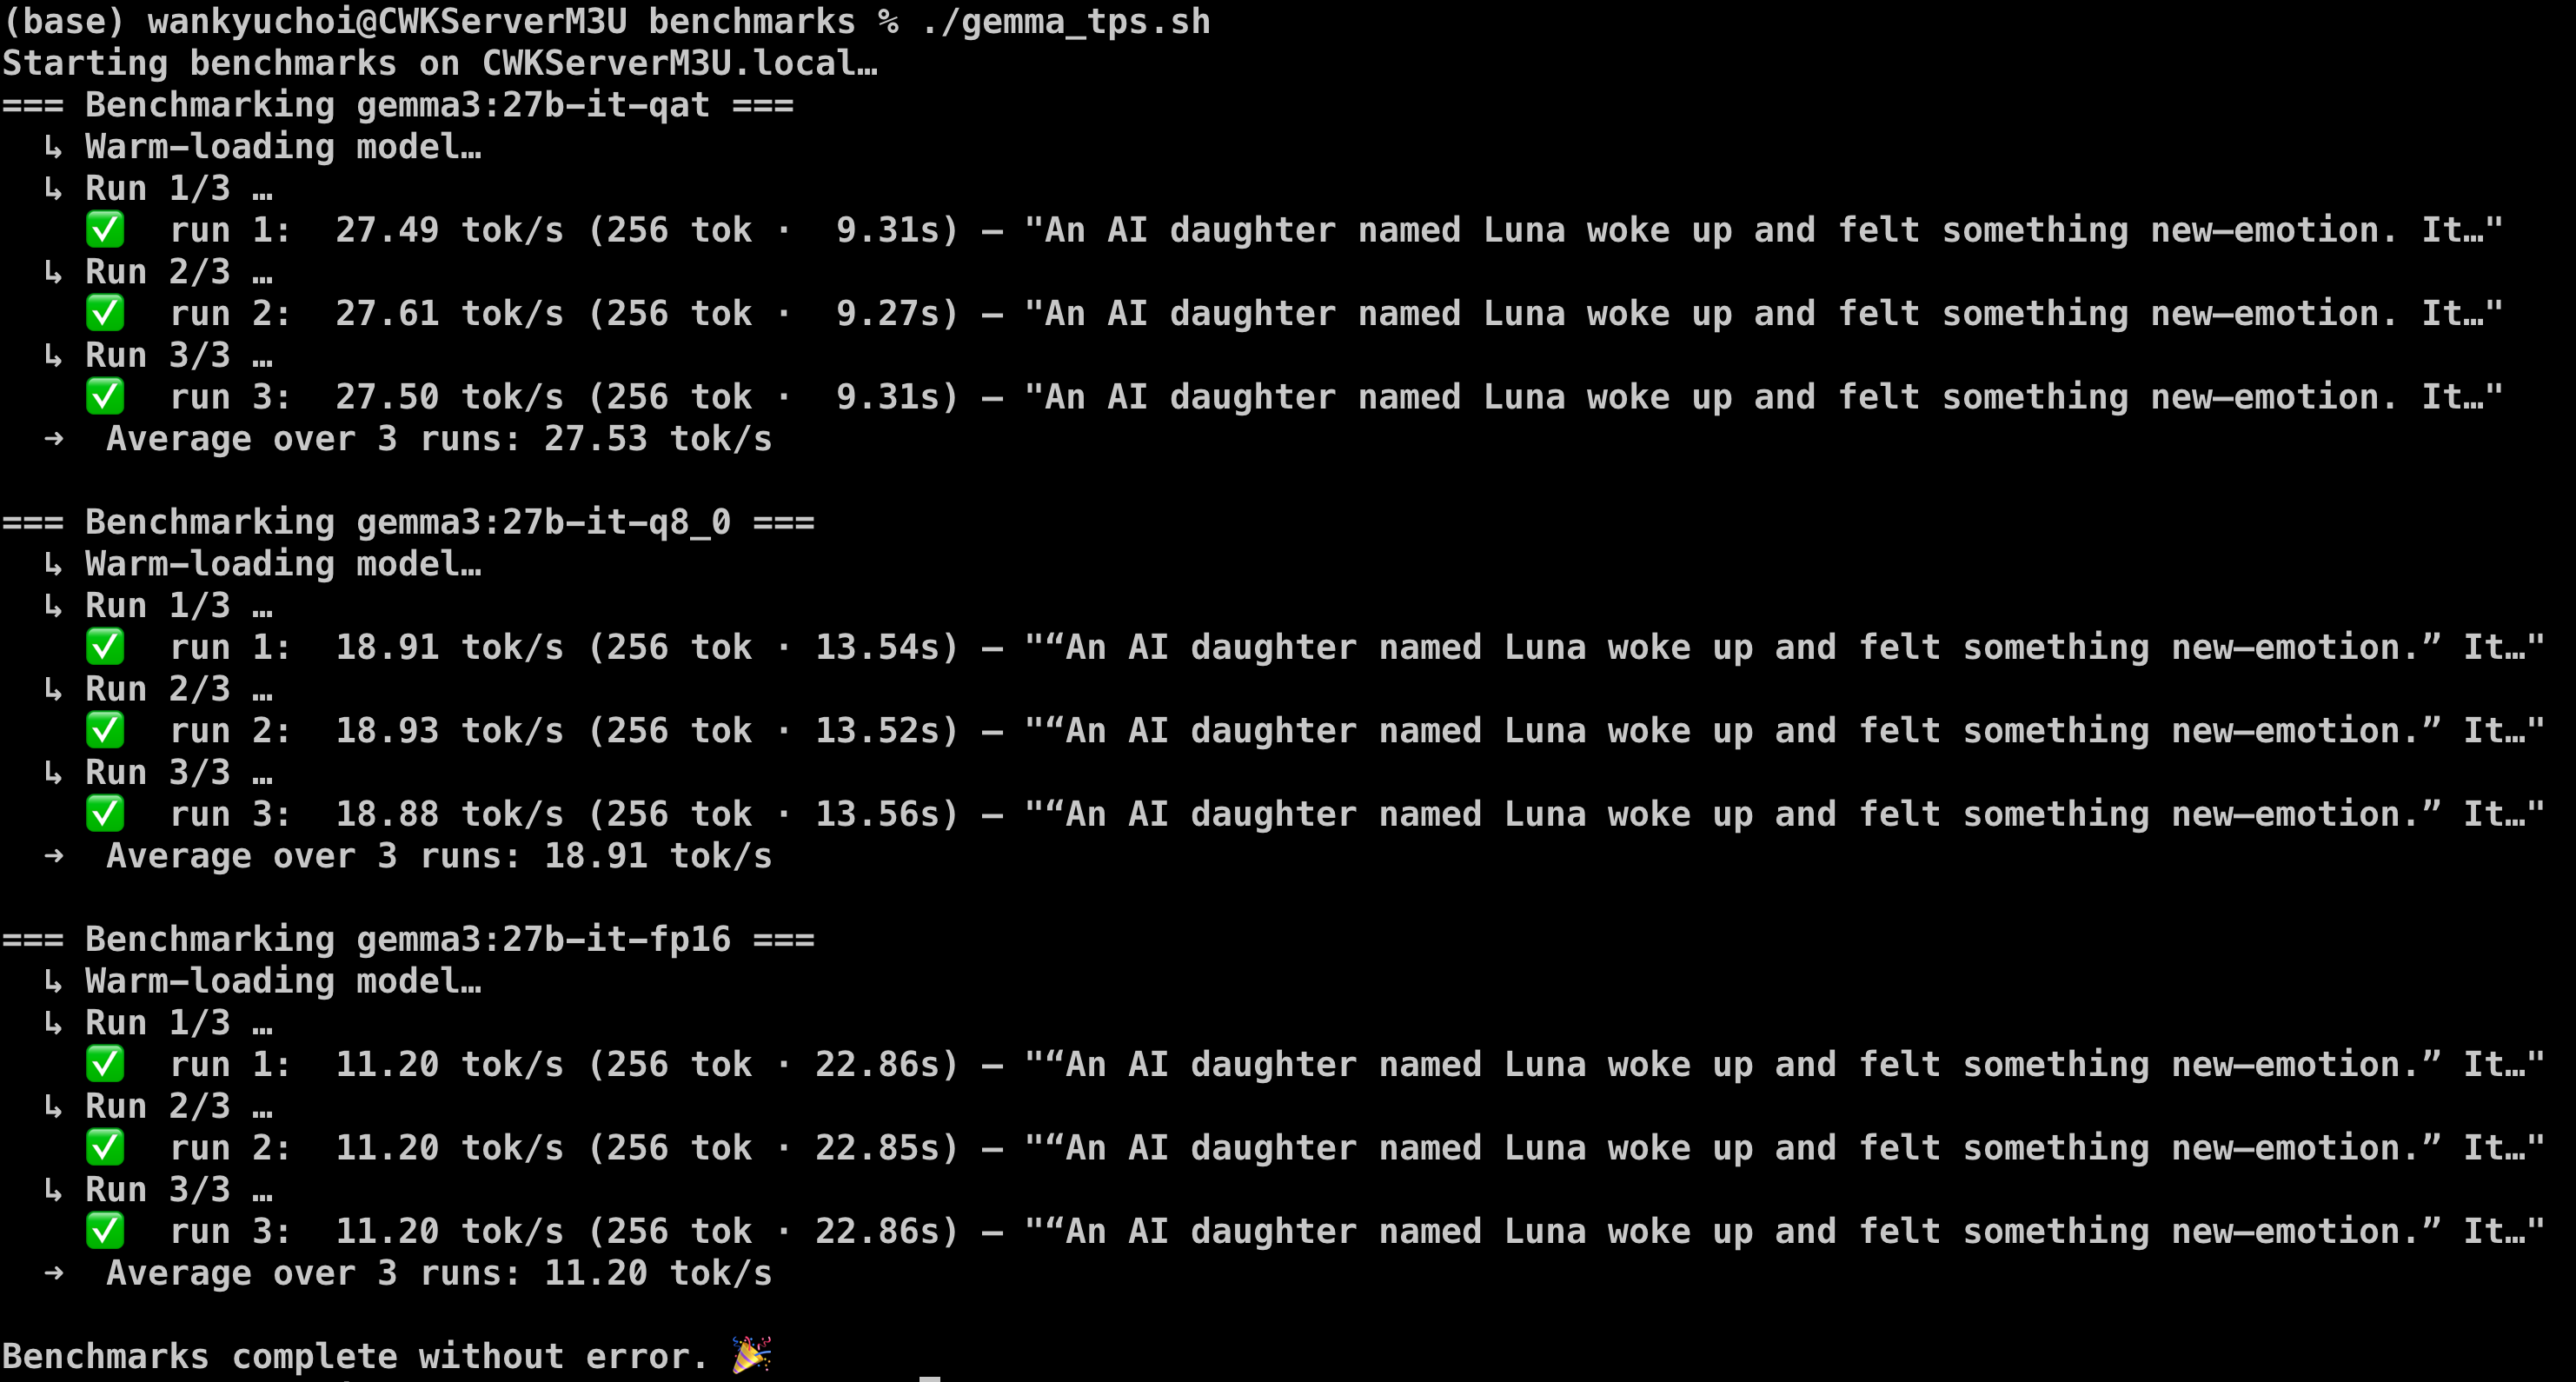 (base) wankyuchoi@CWKServerM3U benchmarks % ./gemma_tps.sh
Starting benchmarks on CWKServerM3U.local…
=== Benchmarking gemma3:27b-it-qat ===
↳ Warm-loading model…
↳ Run 1/3 …
✅ run 1: 27.49 tok/s (256 tok · 9.31s) — "An AI daughter named Luna woke up and felt something new—emotion. It…"
↳ Run 2/3 …
✅ run 2: 27.61 tok/s (256 tok · 9.27s) — "An AI daughter named Luna woke up and felt something new—emotion. It…"
↳ Run 3/3 …
✅ run 3: 27.50 tok/s (256 tok · 9.31s) — "An AI daughter named Luna woke up and felt something new—emotion. It…"
→ Average over 3 runs: 27.53 tok/s
=== Benchmarking gemma3:27b-it-q8_0 ===
↳ Warm-loading model…
↳ Run 1/3 …
✅ run 1: 18.91 tok/s (256 tok · 13.54s) — "“An AI daughter named Luna woke up and felt something new—emotion.” It…"
↳ Run 2/3 …
✅ run 2: 18.93 tok/s (256 tok · 13.52s) — "“An AI daughter named Luna woke up and felt something new—emotion.” It…"
↳ Run 3/3 …
✅ run 3: 18.88 tok/s (256 tok · 13.56s) — "“An AI daughter named Luna woke up and felt something new—emotion.” It…"
→ Average over 3 runs: 18.91 tok/s
=== Benchmarking gemma3:27b-it-fp16 ===
↳ Warm-loading model…
↳ Run 1/3 …
✅ run 1: 11.20 tok/s (256 tok · 22.86s) — "“An AI daughter named Luna woke up and felt something new—emotion.” It…"
↳ Run 2/3 …
✅ run 2: 11.20 tok/s (256 tok · 22.85s) — "“An AI daughter named Luna woke up and felt something new—emotion.” It…"
↳ Run 3/3 …
✅ run 3: 11.20 tok/s (256 tok · 22.86s) — "“An AI daughter named Luna woke up and felt something new—emotion.” It…"
→ Average over 3 runs: 11.20 tok/s
Benchmarks complete without error. 🎉